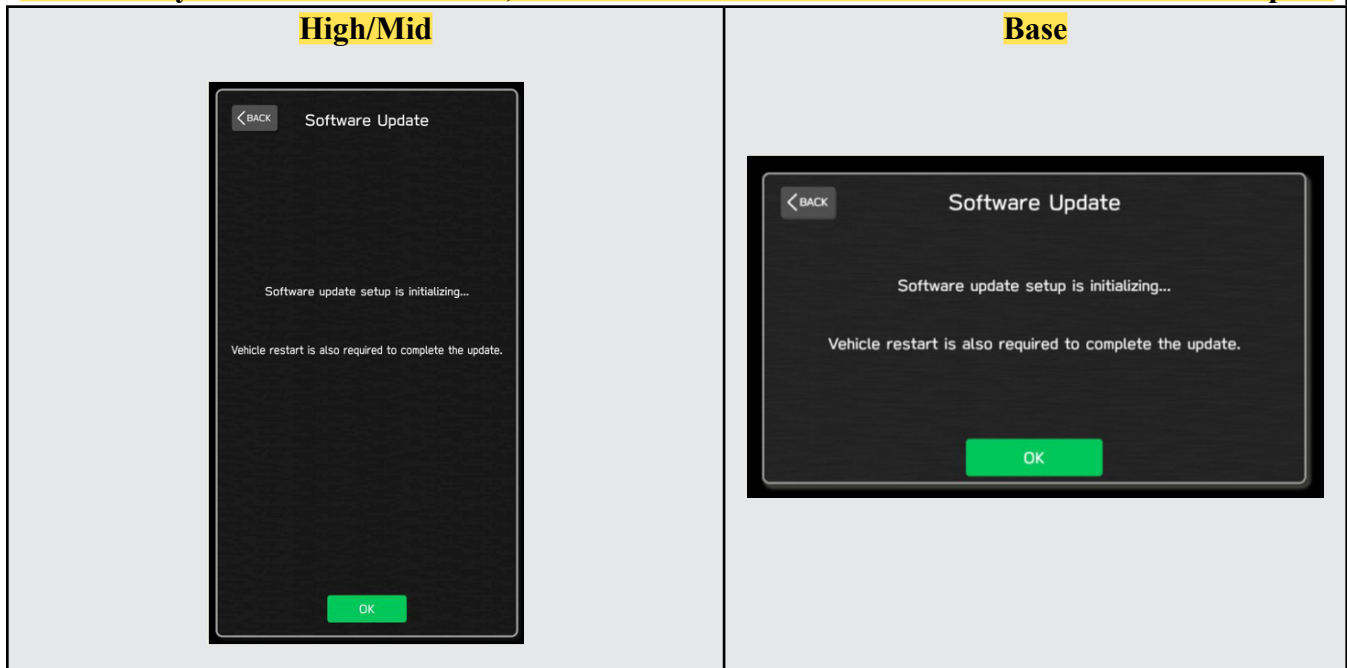 High/Mid
Base
BACK
Software Update
Software update setup is initializing...
Vehicle restart is also required to complete the update.
OK
BACK
Software Update
Software update setup is initializing...
Vehicle restart is also required to complete the update.
OK